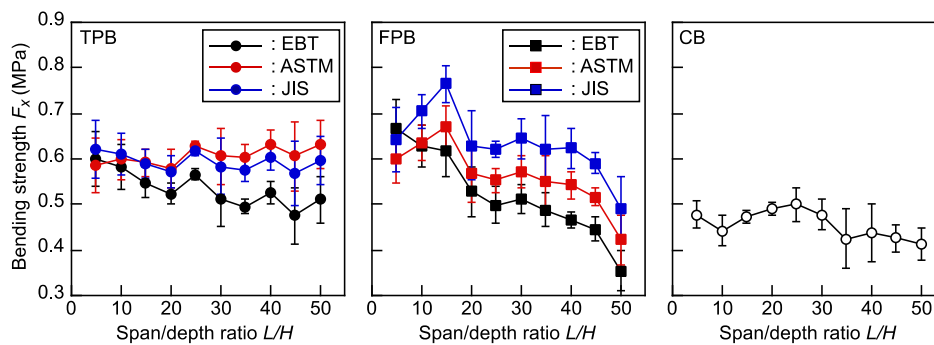 0.9
0.8
0.7
0.6
0.5
0.4
0.3
Bending strength Fx (MPa)
TPB
: EBT
: ASTM
: JIS
0 10 20 30 40 50
Span/depth ratio L/H
FPB
: EBT
: ASTM
: JIS
0 10 20 30 40 50
Span/depth ratio L/H
CB
0 10 20 30 40 50
Span/depth ratio L/H